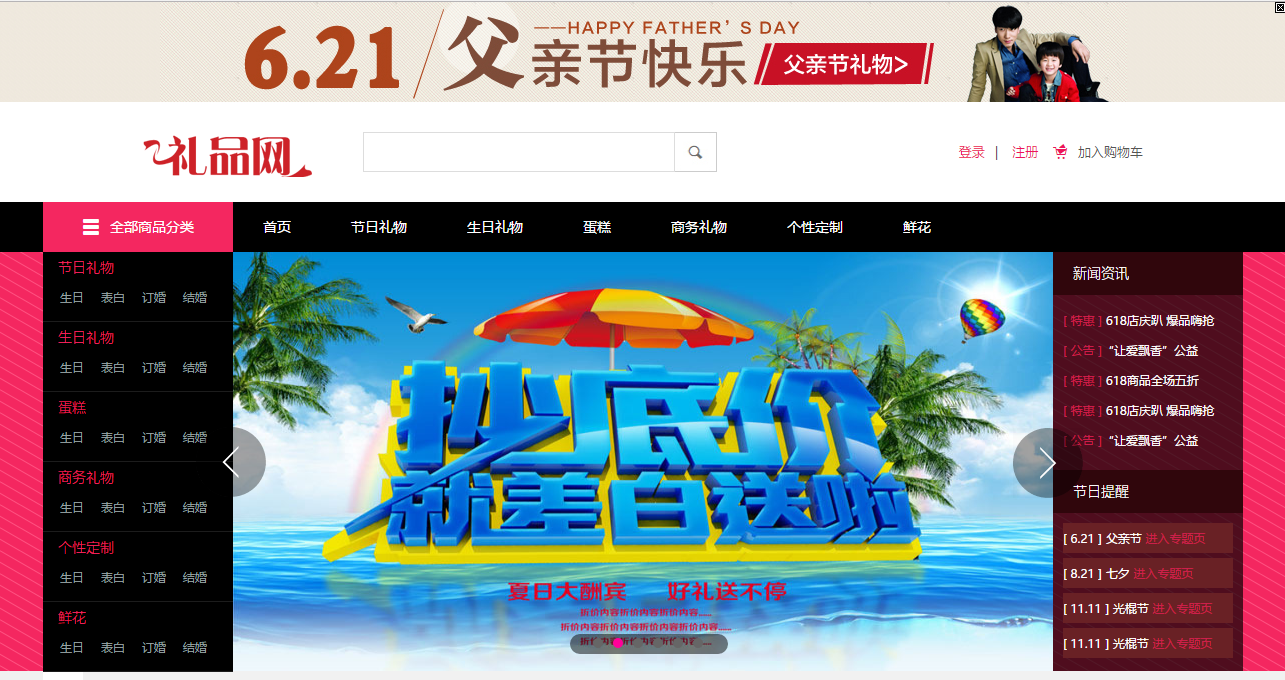 6.21
父亲节快乐
——HAPPY FATHER'S DAY
父亲节礼物>
礼品网
登录 | 注册 加入购物车
全部商品分类 首页 节日礼物 生日礼物 蛋糕 商务礼物 个性定制 鲜花
节日礼物
生日 表白 订婚 结婚
生日礼物
生日 表白 订婚 结婚
蛋糕
生日 表白 订婚 结婚
商务礼物
生日 表白 订婚 结婚
个性定制
生日 表白 订婚 结婚
鲜花
生日 表白 订婚 结婚
抄底价
就差白送啦
夏日大酬宾 好礼送不停
折价内容折价内容折价内容......
折价内容折价内容折价内容折价内容......
新闻资讯
[ 特惠 ] 618店庆趴 爆品嗨抢
[ 公告 ] “让爱飘香”公益
[ 特惠 ] 618商品全场五折
[ 特惠 ] 618店庆趴 爆品嗨抢
[ 公告 ] “让爱飘香”公益
节日提醒
[ 6.21 ] 父亲节 进入专题页
[ 8.21 ] 七夕 进入专题页
[ 11.11 ] 光棍节 进入专题页
[ 11.11 ] 光棍节 进入专题页